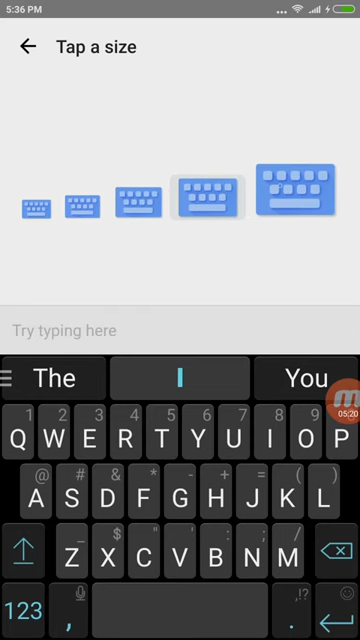 5:36 PM
Tap a size
Try typing here
The I You
1 2 3 4 5 6 7 8 9 0
Q W E R T Y U I O P
05:20
@ # & * - + = ( )
A S D F G H J K L
_ $ " ' : ; /
Z X C V B N M
123 , ,!? .